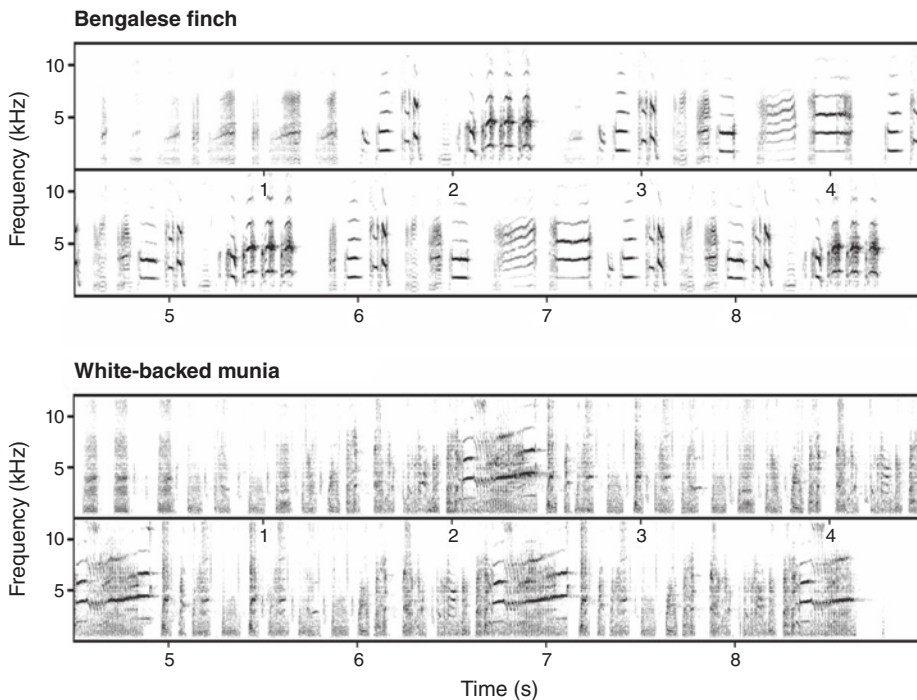 Bengalese finch
Frequency (kHz)
10
5
1 2 3 4
10
5
5 6 7 8
White-backed munia
Frequency (kHz)
10
5
1 2 3 4
10
5
5 6 7 8
Time (s)